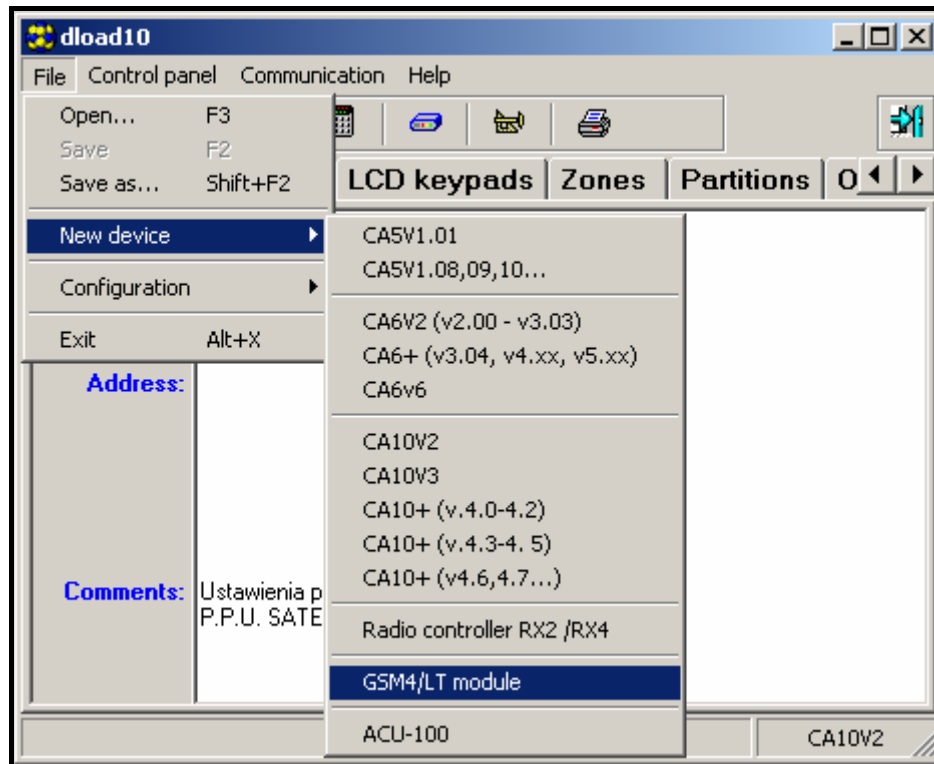 dload10
File Control panel Communication Help
Open... F3
Save F2
Save as... Shift+F2
New device
Configuration
Exit Alt+X
LCD keypads Zones Partitions O
CA5V1.01
CA5V1.08,09,10...
CA6V2 (v2.00 - v3.03)
CA6+ (v3.04, v4.xx, v5.xx)
CA6v6
CA10V2
CA10V3
CA10+ (v.4.0-4.2)
CA10+ (v.4.3-4. 5)
CA10+ (v4.6,4.7...)
Radio controller RX2 /RX4
GSM4/LT module
ACU-100
Address:
Comments: Ustawienia p
P.P.U. SATE
CA10V2